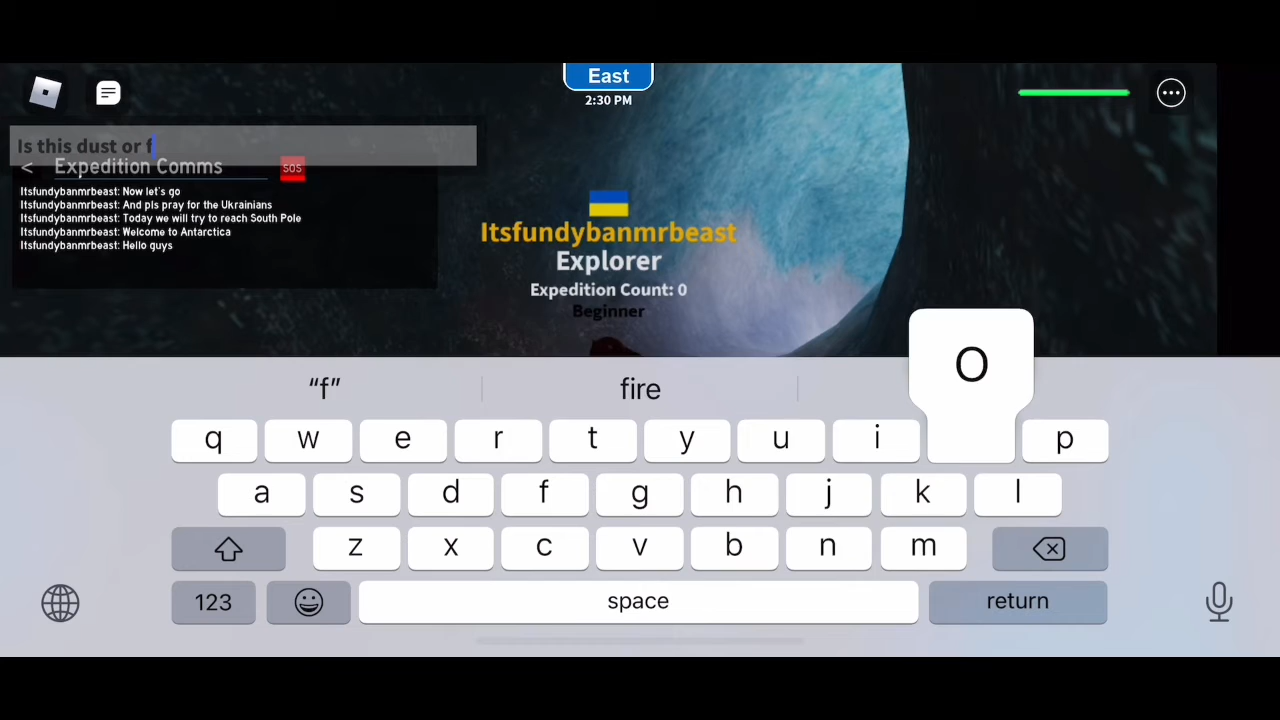 East
2:30 PM
Is this dust or f
< Expedition Comms
SOS
Itsfundybanmrbeast: Now let's go
Itsfundybanmrbeast: And pls pray for the Ukrainians
Itsfundybanmrbeast: Today we will try to reach South Pole
Itsfundybanmrbeast: Welcome to Antarctica
Itsfundybanmrbeast: Hello guys
Itsfundybanmrbeast
Explorer
Expedition Count: 0
Beginner
“f” fire
O
q w e r t y u i p
a s d f g h j k l
z x c v b n m
123 space return